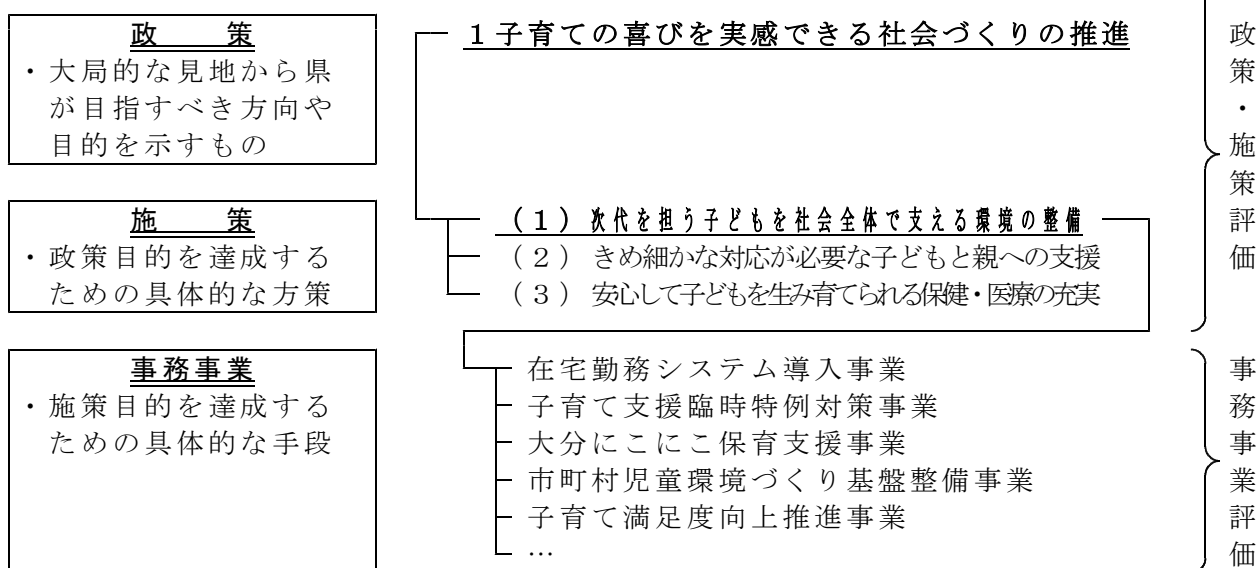 政　　策
・大局的な見地から県
が目指すべき方向や
目的を示すもの
1子育ての喜びを実感できる社会づくりの推進
施　　策
・政策目的を達成する
ための具体的な方策
（1）次代を担う子どもを社会全体で支える環境の整備
（2）きめ細かな対応が必要な子どもと親への支援
（3）安心して子どもを生み育てられる保健・医療の充実
政策・施策評価
事務事業
・施策目的を達成する
ための具体的な手段
在宅勤務システム導入事業
子育て支援臨時特例対策事業
大分にこにこ保育支援事業
市町村児童環境づくり基盤整備事業
子育て満足度向上推進事業
…
事務事業評価